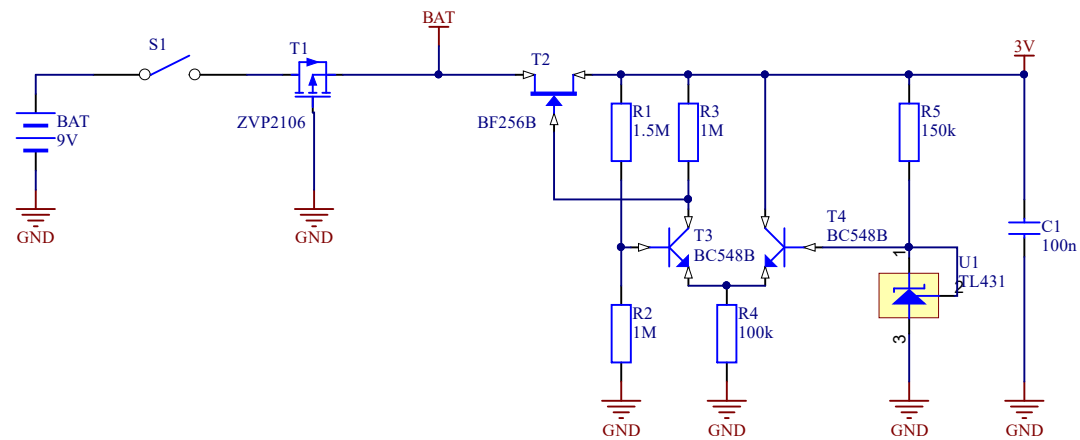 BAT
3V
S1
T1
T2
BAT
9V
ZVP2106
BF256B
R1
1.5M
R3
1M
R5
150k
GND
GND
T3
BC548B
T4
BC548B
C1
100n
1
U1
TL431
2
3
R2
1M
R4
100k
GND
GND
GND
GND